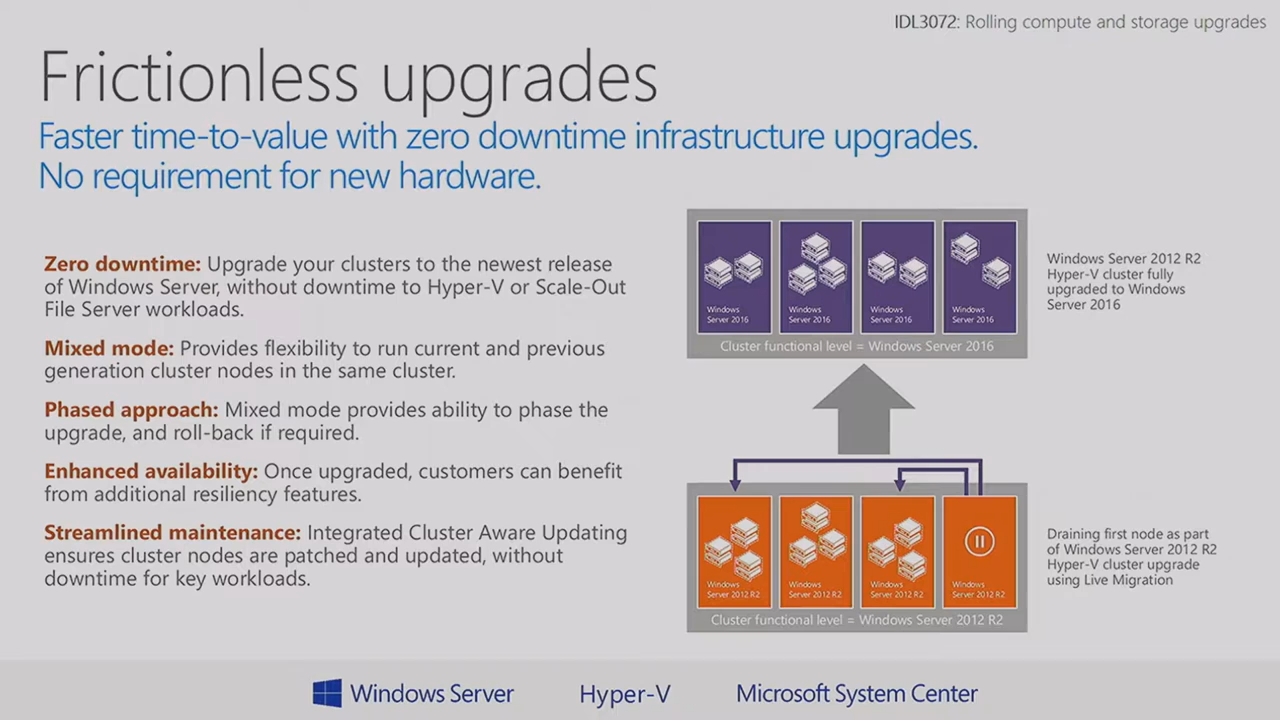 IDL3072: Rolling compute and storage upgrades
Frictionless upgrades
Faster time-to-value with zero downtime infrastructure upgrades.
No requirement for new hardware.
Zero downtime: Upgrade your clusters to the newest release
of Windows Server, without downtime to Hyper-V or Scale-Out
File Server workloads.
Mixed mode: Provides flexibility to run current and previous
generation cluster nodes in the same cluster.
Phased approach: Mixed mode provides ability to phase the
upgrade, and roll-back if required.
Enhanced availability: Once upgraded, customers can benefit
from additional resiliency features.
Streamlined maintenance: Integrated Cluster Aware Updating
ensures cluster nodes are patched and updated, without
downtime for key workloads.
Windows
Server 2016
Windows
Server 2016
Windows
Server 2016
Windows
Server 2016
Cluster functional level = Windows Server 2016
Windows Server 2012 R2
Hyper-V cluster fully
upgraded to Windows
Server 2016
Windows
Server 2012 R2
Windows
Server 2012 R2
Windows
Server 2012 R2
Windows
Server 2012 R2
Cluster functional level = Windows Server 2012 R2
Draining first node as part
of Windows Server 2012 R2
Hyper-V cluster upgrade
using Live Migration
Windows Server
Hyper-V
Microsoft System Center